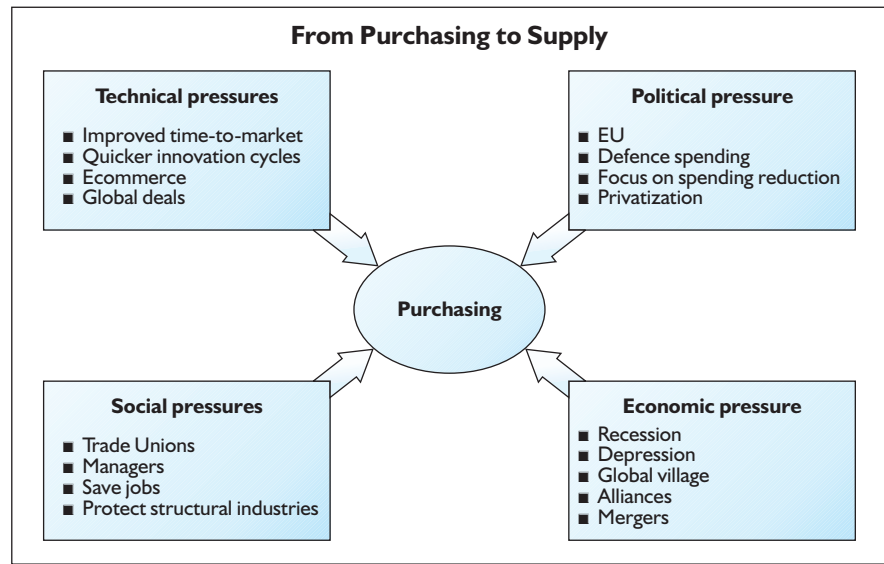 From Purchasing to Supply
Technical pressures
■ Improved time-to-market
■ Quicker innovation cycles
■ Ecommerce
■ Global deals
Political pressure
■ EU
■ Defence spending
■ Focus on spending reduction
■ Privatization
Purchasing
Social pressures
■ Trade Unions
■ Managers
■ Save jobs
■ Protect structural industries
Economic pressure
■ Recession
■ Depression
■ Global village
■ Alliances
■ Mergers